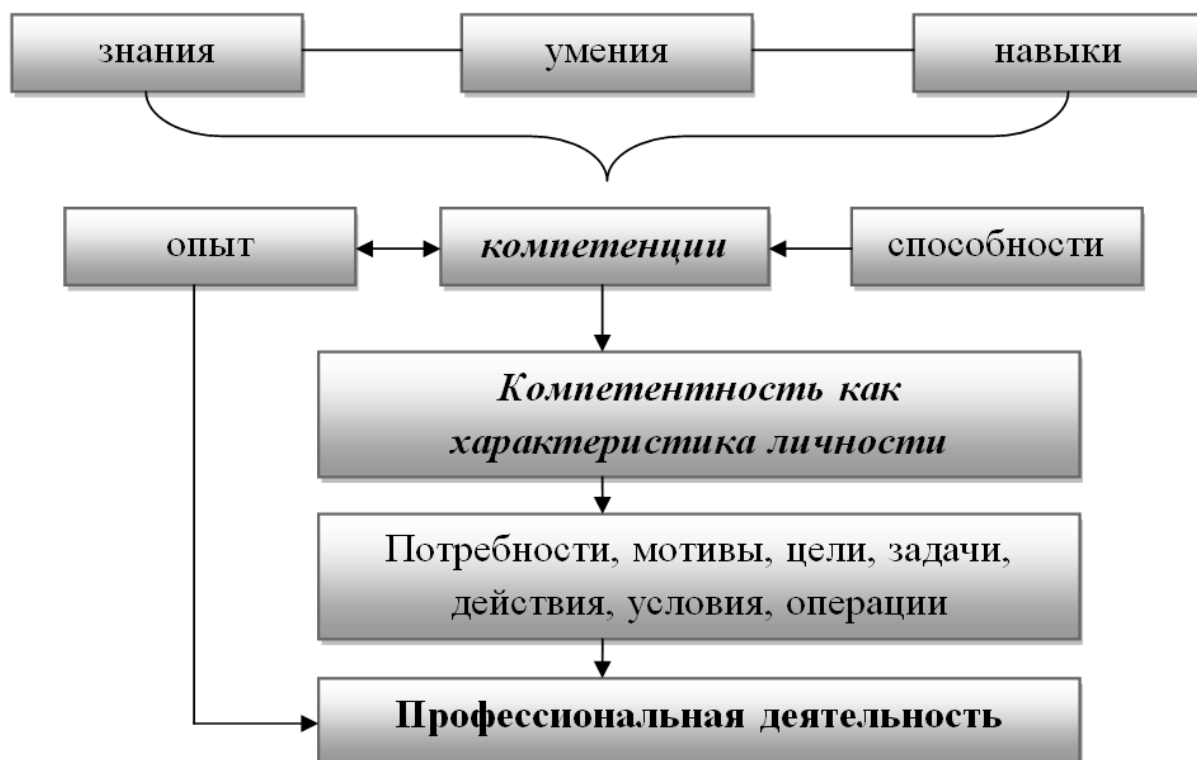 знания
умения
навыки
опыт
компетенции
способности
Компетентность как
характеристика личности
Потребности, мотивы, цели, задачи,
действия, условия, операции
Профессиональная деятельность